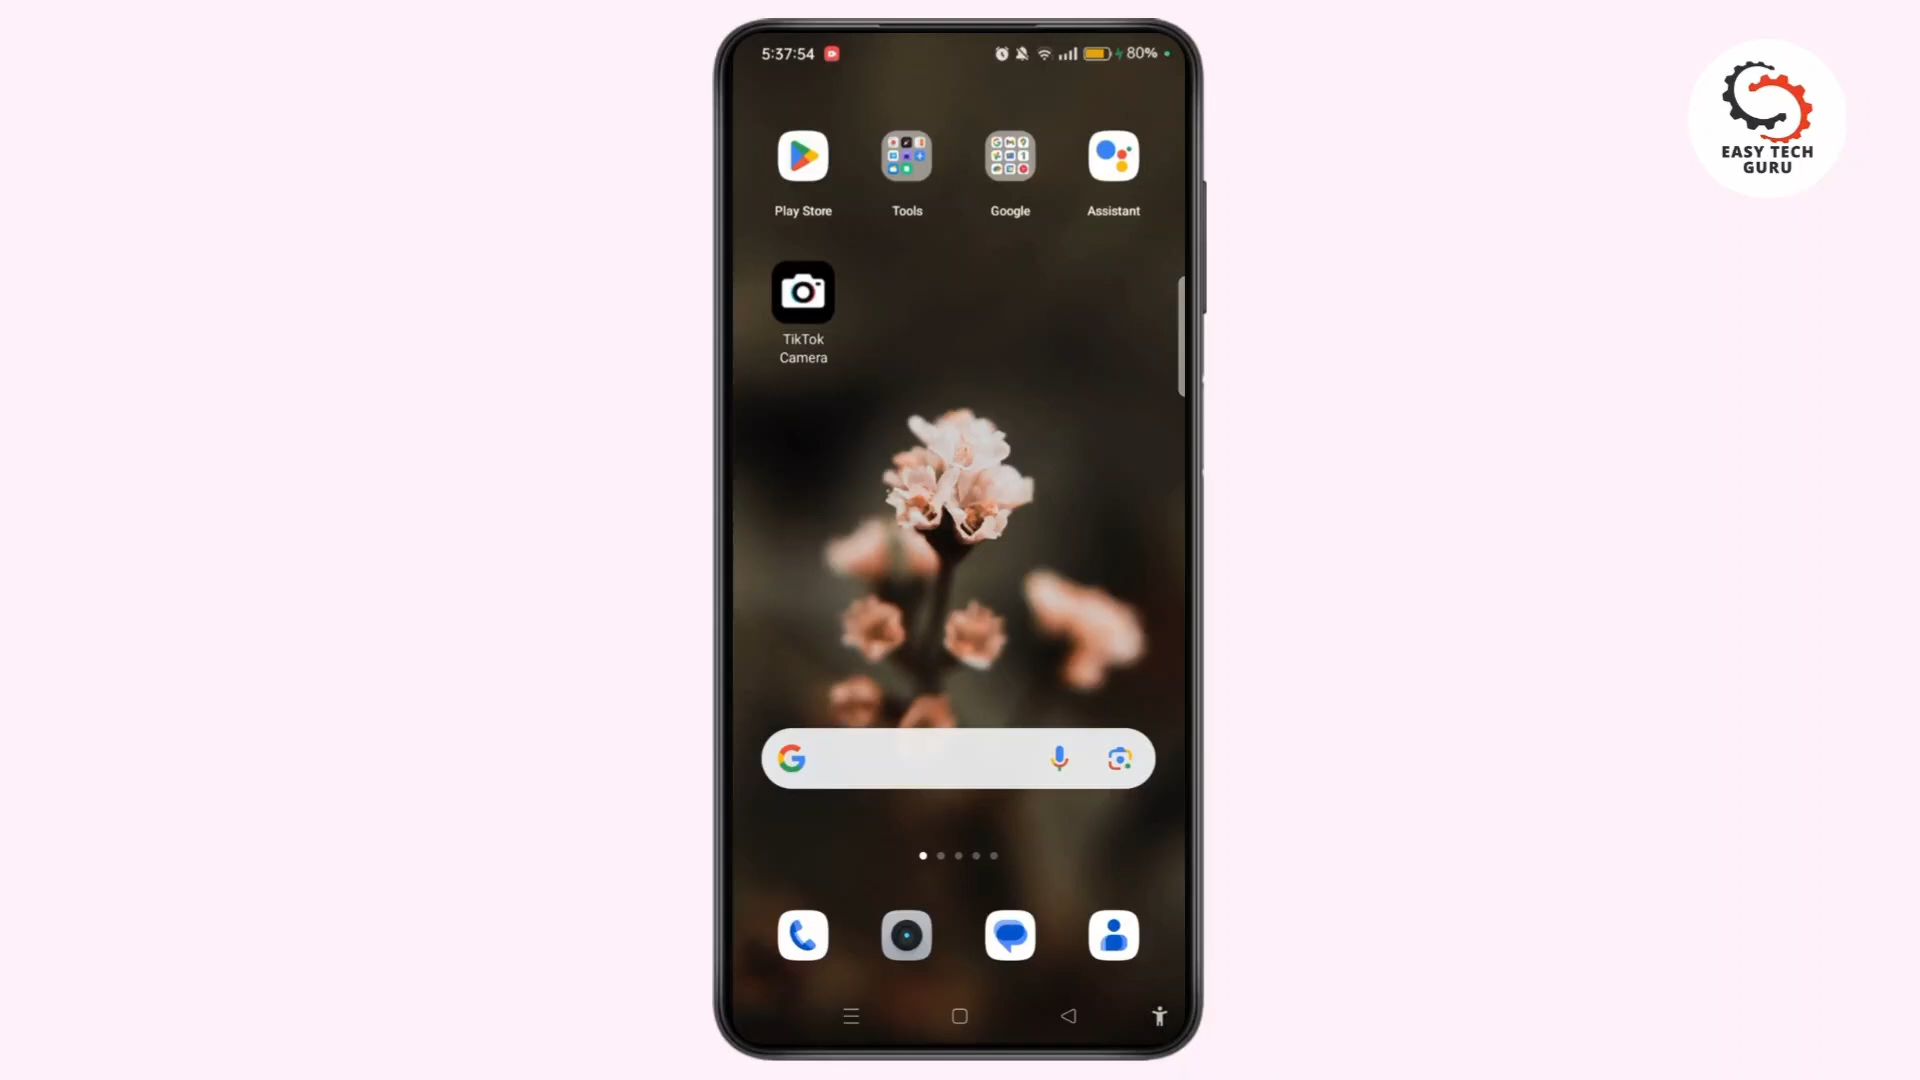 5:37:54
80%
EASY TECH
GURU
Play Store
Tools
Google
Assistant
TikTok
Camera